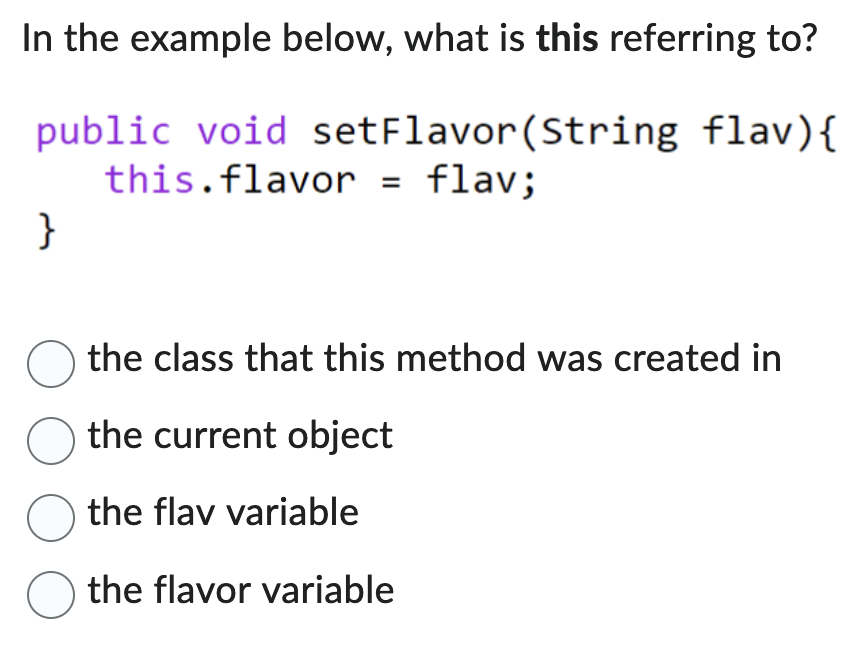 In the example below, what is this referring to?
public void setFlavor(String flav){
this.flavor = flav;
}
the class that this method was created in
the current object
the flav variable
the flavor variable